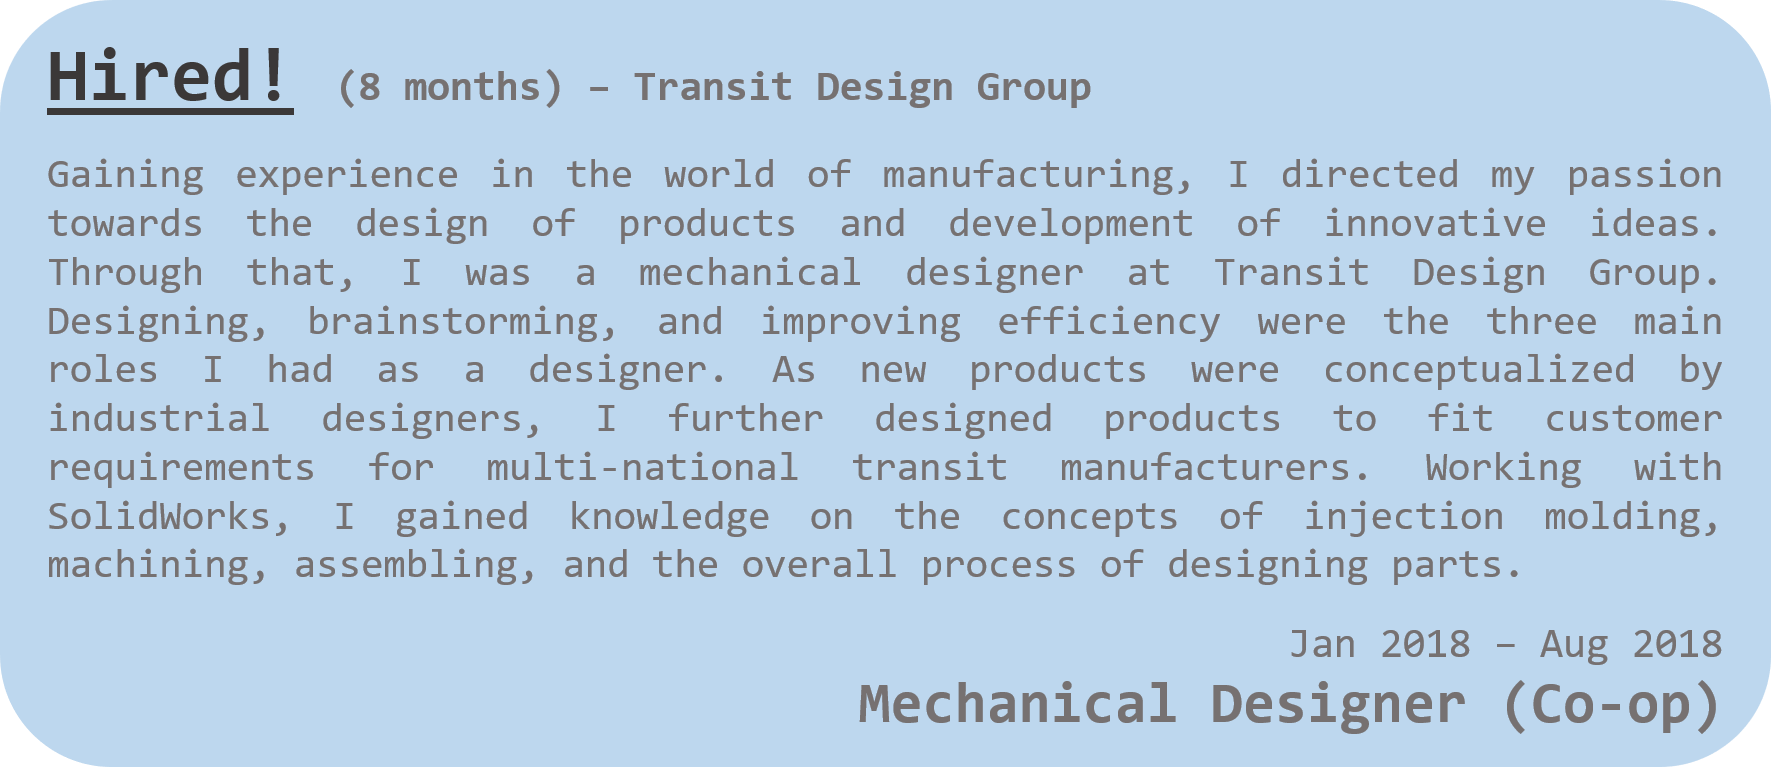 Hired! (8 months) – Transit Design Group
Gaining experience in the world of manufacturing, I directed my passion
towards the design of products and development of innovative ideas.
Through that, I was a mechanical designer at Transit Design Group.
Designing, brainstorming, and improving efficiency were the three main
roles I had as a designer. As new products were conceptualized by
industrial designers, I further designed products to fit customer
requirements for multi-national transit manufacturers. Working with
SolidWorks, I gained knowledge on the concepts of injection molding,
machining, assembling, and the overall process of designing parts.
Jan 2018 – Aug 2018
Mechanical Designer (Co-op)